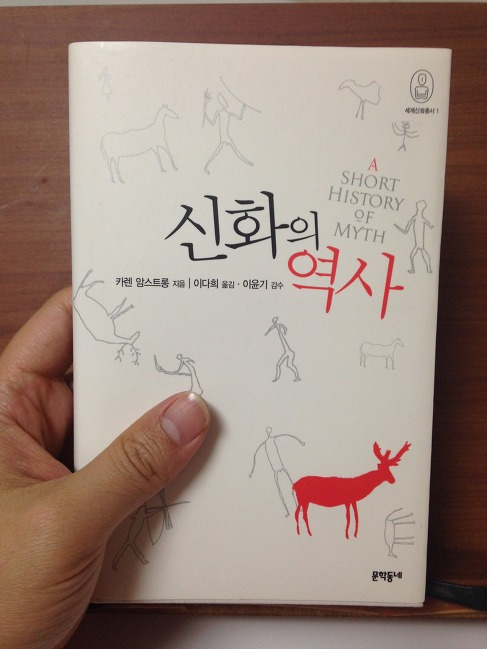 세계신화총서 1
A
SHORT
HISTORY
OF
MYTH
신화의
역사
카렌 암스트롱 지음 | 이다희 옮김 · 이윤기 감수
문학동네